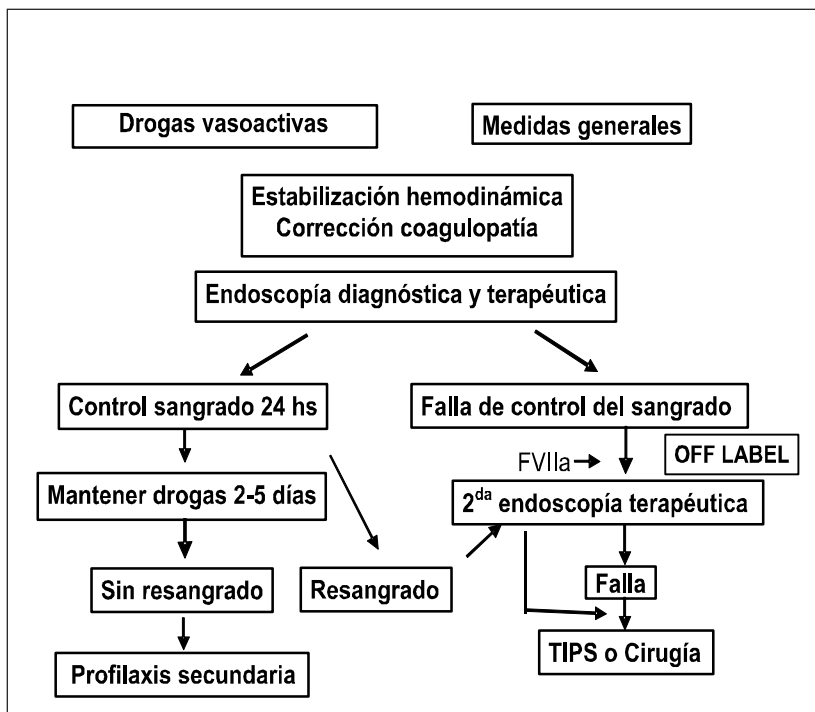 Drogas vasoactivas
Medidas generales
Estabilización hemodinámica
Corrección coagulopatía
Endoscopía diagnóstica y terapéutica
Control sangrado 24 hs
Falla de control del sangrado
FVIIa
OFF LABEL
Mantener drogas 2-5 días
2da endoscopía terapéutica
Sin resangrado
Resangrado
Falla
Profilaxis secundaria
TIPS o Cirugía